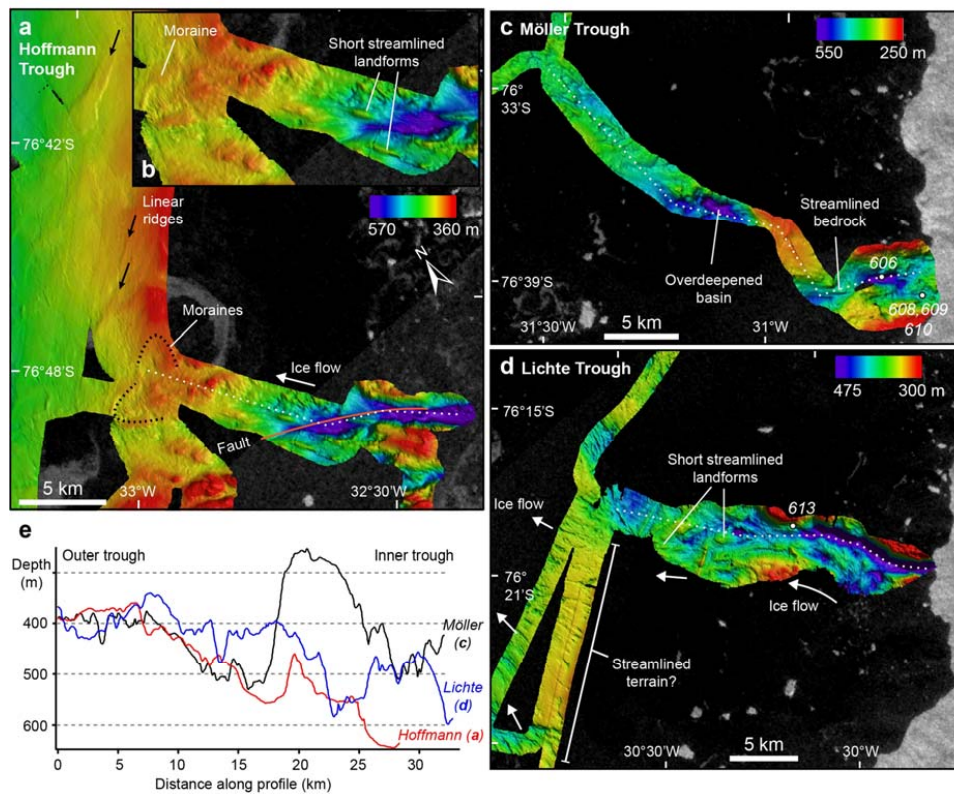 a
Hoffmann
Trough
Moraine
Short streamlined
landforms
b
76°42'S
Linear
ridges
570 360 m
N
Moraines
76°48'S
Ice flow
Fault
5 km
33°W
32°30'W
c Möller Trough
550 250 m
76°
33'S
Streamlined
bedrock
606
76°39'S
Overdeepened
basin
608,609
610
31°30'W
5 km
31°W
d Lichte Trough
475 300 m
76°15'S
Short streamlined
landforms
613
Ice flow
76°
21'S
Ice flow
Streamlined
terrain?
5 km
30°30'W
30°W
e
Outer trough Inner trough
Depth
(m)
400
500
600
Möller
(c)
Lichte
(d)
Hoffmann (a)
0 5 10 15 20 25 30
Distance along profile (km)